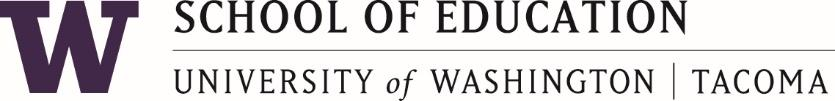 W
SCHOOL OF EDUCATION
UNIVERSITY of WASHINGTON | TACOMA